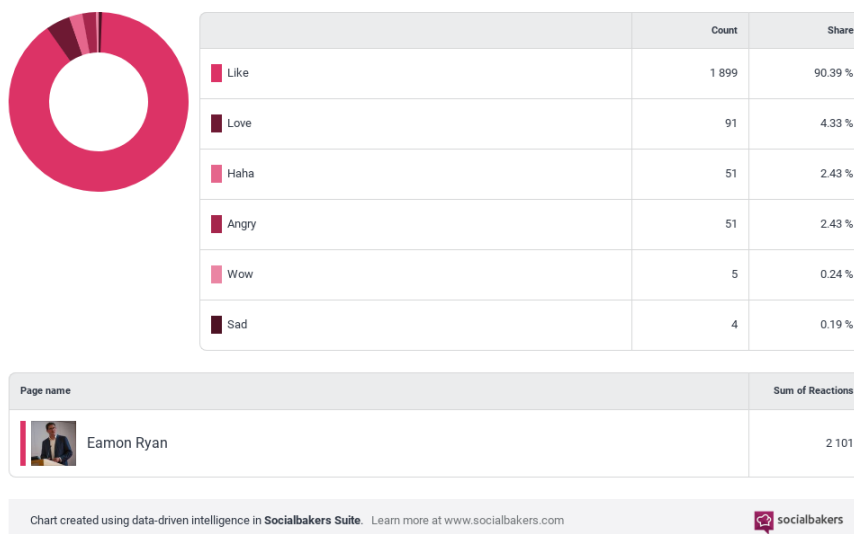 Count Share
Like 1 899 90.39 %
Love 91 4.33 %
Haha 51 2.43 %
Angry 51 2.43 %
Wow 5 0.24 %
Sad 4 0.19 %
Page name Sum of Reactions
Eamon Ryan 2 101
Chart created using data-driven intelligence in Socialbakers Suite. Learn more at www.socialbakers.com socialbakers